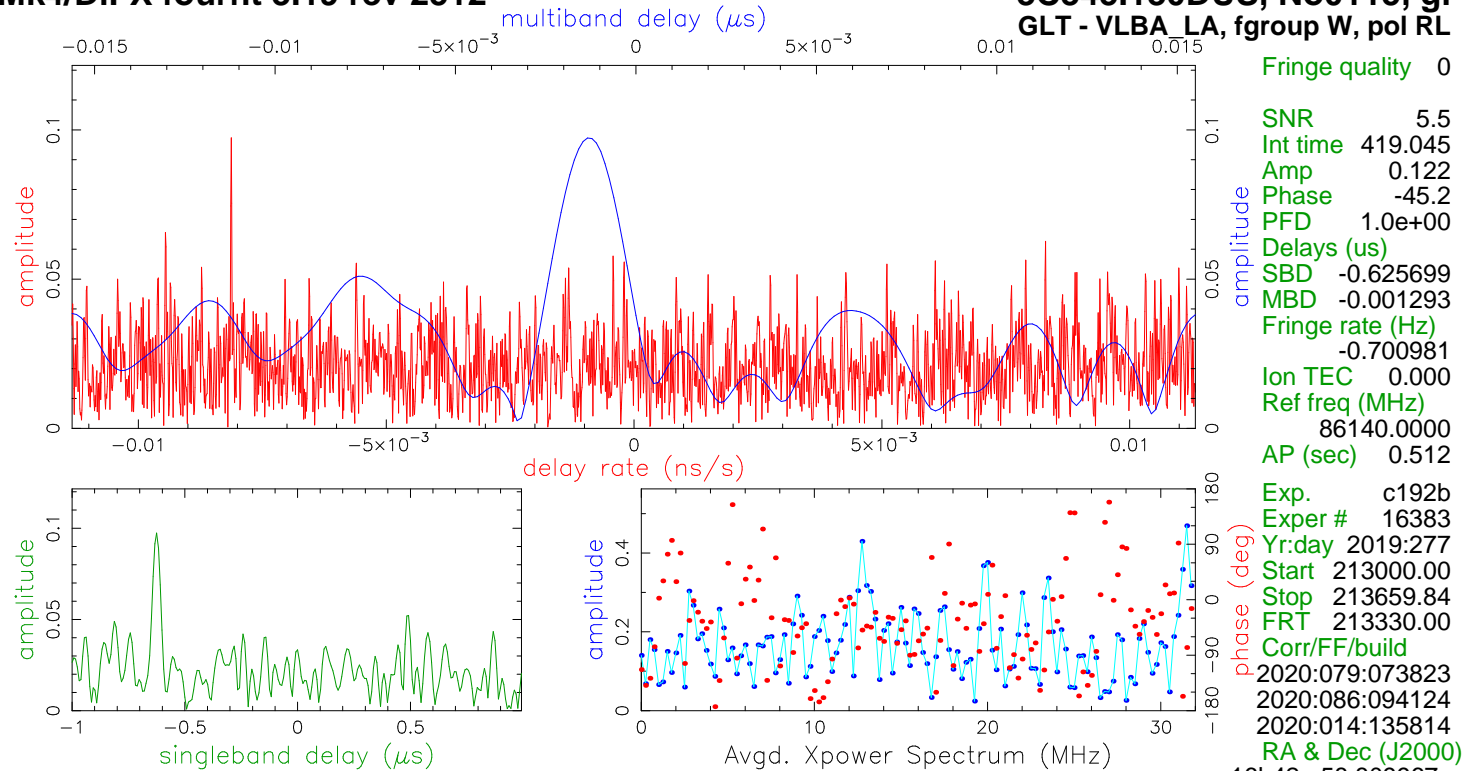 multiband delay (μs)
GLT - VLBA_LA, fgroup W, pol RL
−0.015 −0.01 −5×10⁻³ 0 5×10⁻³ 0.01 0.015
amplitude
0 0.05 0.1
amplitude
0 0.05 0.1
−0.01 −5×10⁻³ 0 5×10⁻³ 0.01
delay rate (ns/s)
Fringe quality 0
SNR 5.5
Int time 419.045
Amp 0.122
Phase -45.2
PFD 1.0e+00
Delays (us)
SBD -0.625699
MBD -0.001293
Fringe rate (Hz)
-0.700981
Ion TEC 0.000
Ref freq (MHz)
86140.0000
AP (sec) 0.512
Exp. c192b
Exper # 16383
Yr:day 2019:277
Start 213000.00
Stop 213659.84
FRT 213330.00
Corr/FF/build
2020:079:073823
2020:086:094124
2020:014:135814
RA & Dec (J2000)
amplitude
0 0.05 0.1
−1 −0.5 0 0.5
singleband delay (μs)
amplitude
0 0.2 0.4
0 10 20 30
Avgd. Xpower Spectrum (MHz)
phase (deg)
−180 −90 0 90 180